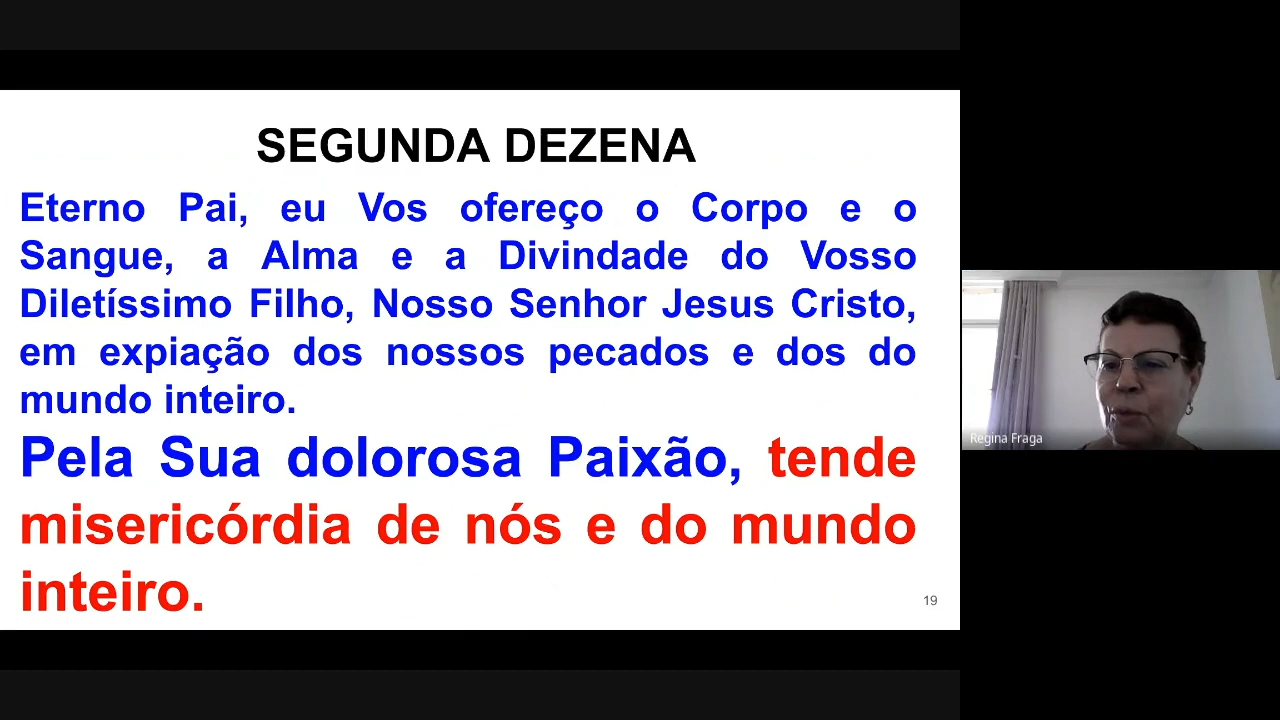 SEGUNDA DEZENA
Eterno Pai, eu Vos ofereço o Corpo e o
Sangue, a Alma e a Divindade do Vosso
Diletíssimo Filho, Nosso Senhor Jesus Cristo,
em expiação dos nossos pecados e dos do
mundo inteiro.
Pela Sua dolorosa Paixão, tende
misericórdia de nós e do mundo
inteiro.
19
Regina Fraga